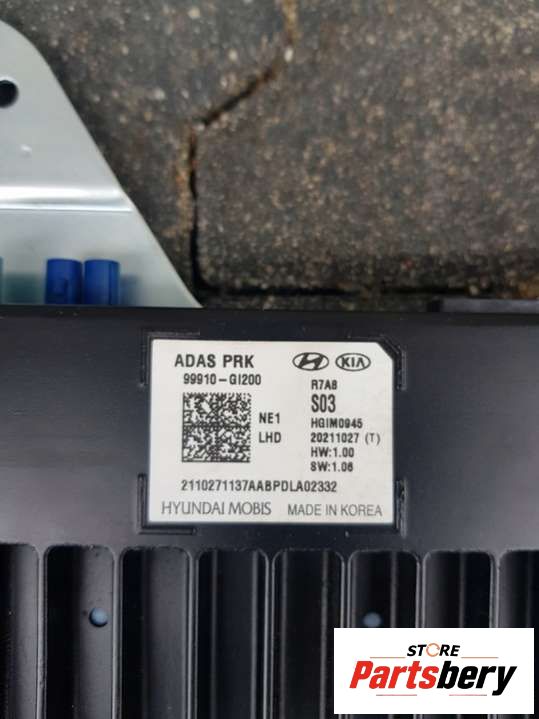 ADAS PRK
99910-GI200
KIA
R7A8
NE1
S03
HGIM0945
LHD
20211027 (T)
HW:1.00
SW:1.06
2110271137AABPDLA02332
HYUNDAI MOBIS MADE IN KOREA
STORE
Partsbery